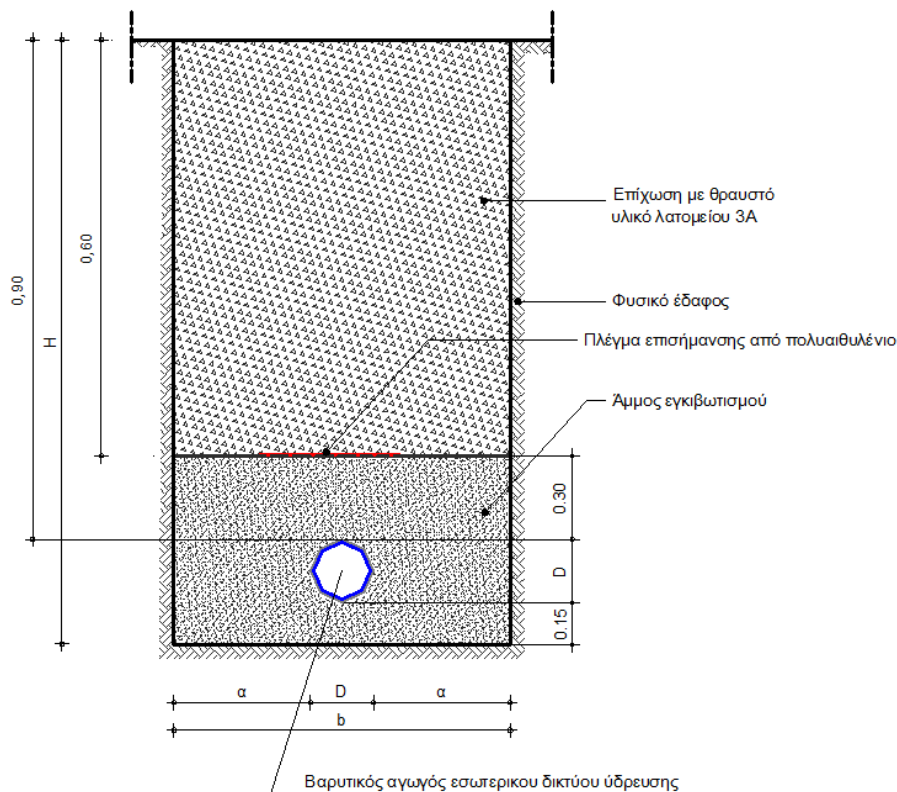 Επίχωση με θραυστό
υλικό λατομείου 3Α
Φυσικό έδαφος
Πλέγμα επισήμανσης από πολυαιθυλένιο
Άμμος εγκιβωτισμού
0,90
H
0,60
0.30
D
0.15
α
D
α
b
Βαρυτικός αγωγός εσωτερικου δικτύου ύδρευσης